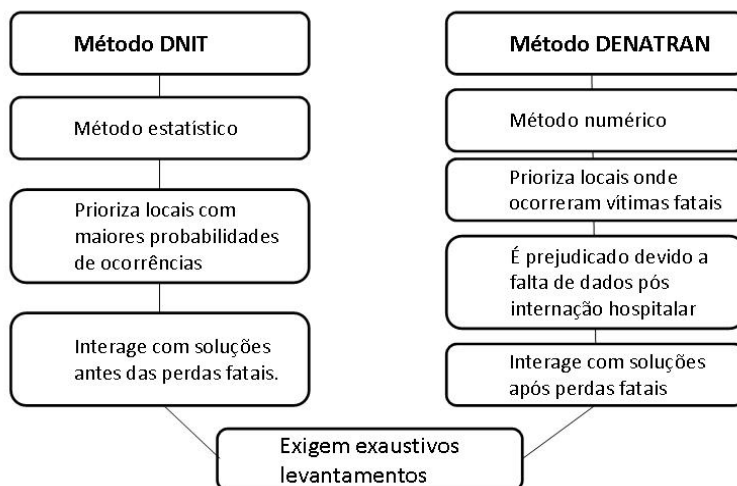 Método DNIT
Método estatístico
Prioriza locais com
maiores probabilidades
de ocorrências
Interage com soluções
antes das perdas fatais.
Método DENATRAN
Método numérico
Prioriza locais onde
ocorreram vítimas fatais
É prejudicado devido a
falta de dados pós
internação hospitalar
Interage com soluções
após perdas fatais
Exigem exaustivos
levantamentos